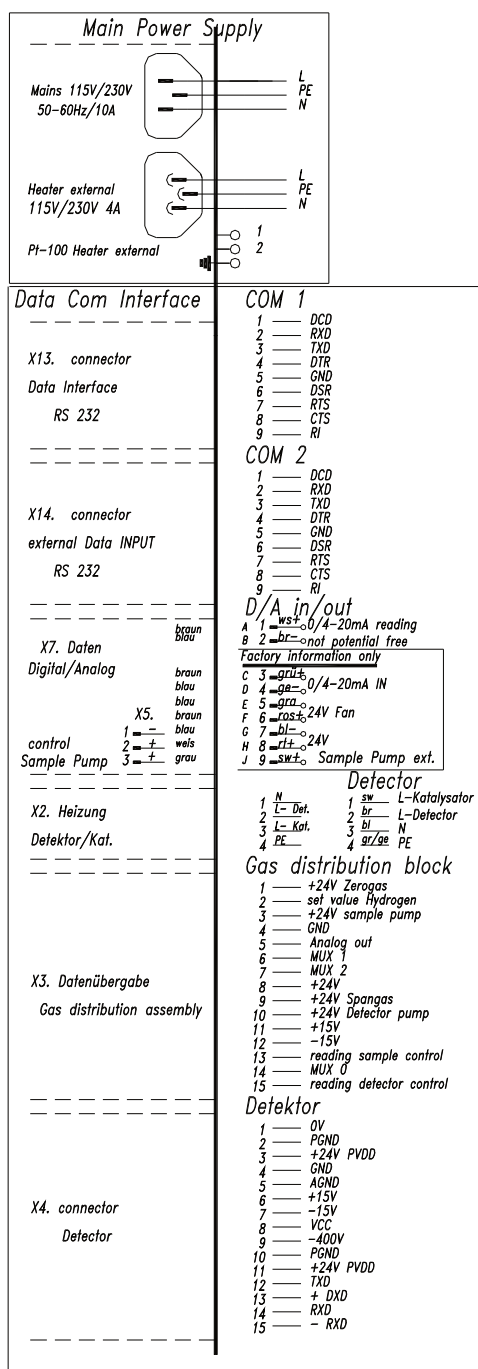 Main Power Supply
Mains 115V/230V
50-60Hz/10A
L
PE
N
Heater external
115V/230V 4A
L
PE
N
Pt-100 Heater external
1
2
Data Com Interface
COM 1
X13. connector
Data Interface
RS 232
1 DCD
2 RXD
3 TXD
4 DTR
5 GND
6 DSR
7 RTS
8 CTS
9 RI
COM 2
X14. connector
external Data INPUT
RS 232
1 DCD
2 RXD
3 TXD
4 DTR
5 GND
6 DSR
7 RTS
8 CTS
9 RI
D/A in/out
X7. Daten
Digital/Analog
braun
blau
braun
blau
blau
braun
blau
weis
grau
X5.
1 -
2 +
3 +
control
Sample Pump
A 1 ws+ 0/4-20mA reading
B 2 br- not potential free
Factory information only
C 3 grü+
D 4 ge- 0/4-20mA IN
E 5 gra
F 6 ros+ 24V Fan
G 7 bl-
H 8 rt+ 24V
J 9 sw+ Sample Pump ext.
X2. Heizung
Detektor/Kat.
1 N
2 L- Det.
3 L- Kat.
4 PE
Detector
1 sw L-Katalysator
2 br L-Detector
3 bl N
4 gr/ge PE
Gas distribution block
X3. Datenübergabe
Gas distribution assembly
1 +24V Zerogas
2 set value Hydrogen
3 +24V sample pump
4 GND
5 Analog out
6 MUX 1
7 MUX 2
8 +24V
9 +24V Spangas
10 +24V Detector pump
11 +15V
12 -15V
13 reading sample control
14 MUX 0
15 reading detector control
Detektor
X4. connector
Detector
1 0V
2 PGND
3 +24V PVDD
4 GND
5 AGND
6 +15V
7 -15V
8 VCC
9 -400V
10 PGND
11 +24V PVDD
12 TXD
13 + DXD
14 RXD
15 - RXD